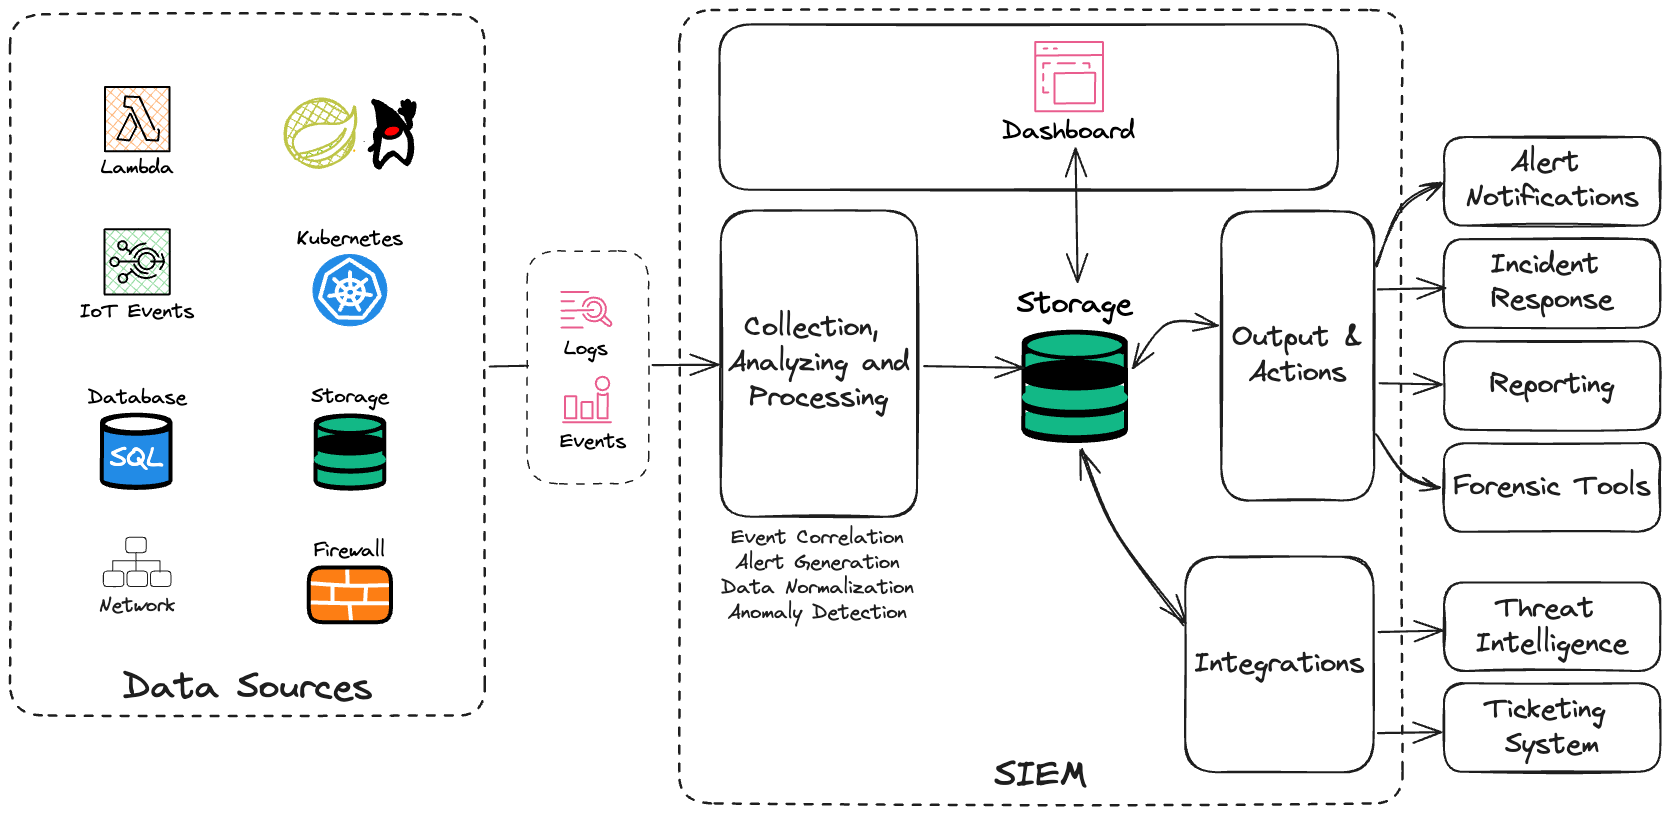 Lambda
IoT Events
Kubernetes
Database
SQL
Storage
Network
Firewall
Data Sources
Logs
Events
Dashboard
Collection,
Analyzing and
Processing
Event Correlation
Alert Generation
Data Normalization
Anomaly Detection
Storage
Output &
Actions
Integrations
SIEM
Alert
Notifications
Incident
Response
Reporting
Forensic Tools
Threat
Intelligence
Ticketing
System